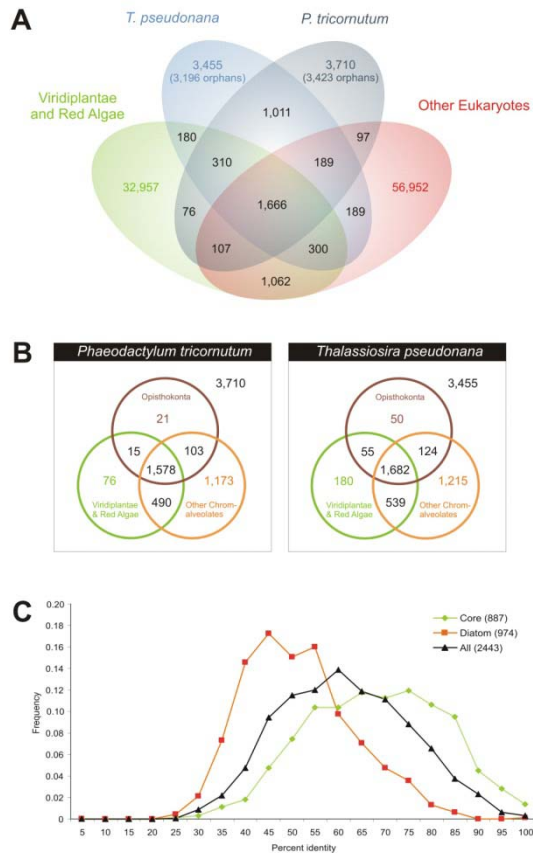 A
T. pseudonana
P. tricornutum
3,455
(3,196 orphans)
3,710
(3,423 orphans)
Viridiplantae
and Red Algae
Other Eukaryotes
1,011
180
97
310
189
32,957
56,952
76
1,666
189
107
300
1,062
B
Phaeodactylum tricornutum
3,710
Opisthokonta
21
15
103
1,578
76
1,173
Viridiplantae
& Red Algae
490
Other Chrom-
alveolates
Thalassiosira pseudonana
3,455
Opisthokonta
50
55
124
1,682
180
1,215
Viridiplantae
& Red Algae
539
Other Chrom-
alveolates
C
Frequency
0.20
0.18
0.16
0.14
0.12
0.10
0.08
0.06
0.04
0.02
0
Core (887)
Diatom (974)
All (2443)
5 10 15 20 25 30 35 40 45 50 55 60 65 70 75 80 85 90 95 100
Percent identity